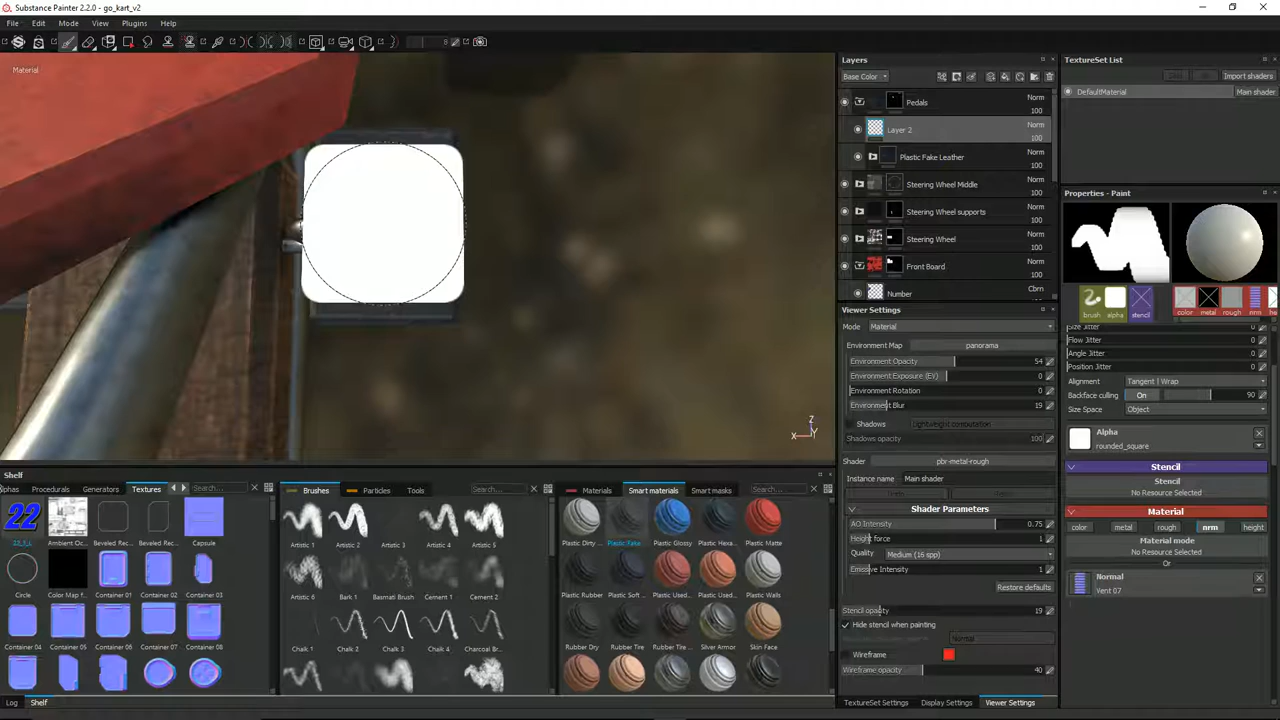 Substance Painter 2.2.0 - go_kart_v2
File Edit Mode View Plugins Help
8
Material
Layers
Base Color
Pedals Norm 100
Layer 2 Norm 100
Plastic Fake Leather Norm 100
Steering Wheel Middle Norm 100
Steering Wheel supports Norm 100
Steering Wheel Norm 100
Front Board Norm 100
Number Cbrn
Viewer Settings
Mode Material
Environment Map panorama
Environment Opacity 54
Environment Exposure (EV) 0
Environment Rotation 0
Environment Blur 19
Shadows Lightweight computation
Shadows opacity 100
Shader pbr-metal-rough
Instance name Main shader
Shader Parameters
AO Intensity 0.75
Height force 1
Quality Medium (16 spp)
Emissive Intensity 1
Restore defaults
Stencil opacity 19
Hide stencil when painting
Normal
Wireframe
Wireframe opacity 40
TextureSet Settings Display Settings Viewer Settings
TextureSet List
Import shaders
DefaultMaterial Main shader
Properties - Paint
brush alpha stencil color metal rough nrm he
Size Jitter 0
Flow Jitter 0
Angle Jitter 0
Position Jitter 0
Alignment Tangent | Wrap
Backface culling On 90
Size Space Object
Alpha
rounded_square
Stencil
Stencil
No Resource Selected
Material
color metal rough nrm height
Material mode
No Resource Selected
Or
Normal
Vent 07
X Y Z
Shelf
lphas Procedurals Generators Textures Search...
22
Ambient Oc... Beveled Rec... Beveled Rec... Capsule
Circle Color Map f... Container 01 Container 02 Container 03
Container 04 Container 05 Container 06 Container 07 Container 08
Brushes Particles Tools Search...
Artistic 1 Artistic 2 Artistic 3 Artistic 4 Artistic 5
Artistic 6 Bark 1 Basmati Brush Cement 1 Cement 2
Chalk 1 Chalk 2 Chalk 3 Chalk 4 Charcoal Br...
Materials Smart materials Smart masks Search...
Plastic Dirty ... Plastic Fake ... Plastic Glossy Plastic Hexa... Plastic Matte
Plastic Rubber Plastic Soft ... Plastic Used... Plastic Used... Plastic Walls
Rubber Dry Rubber Tire Rubber Tire ... Silver Armor Skin Face
Log Shelf